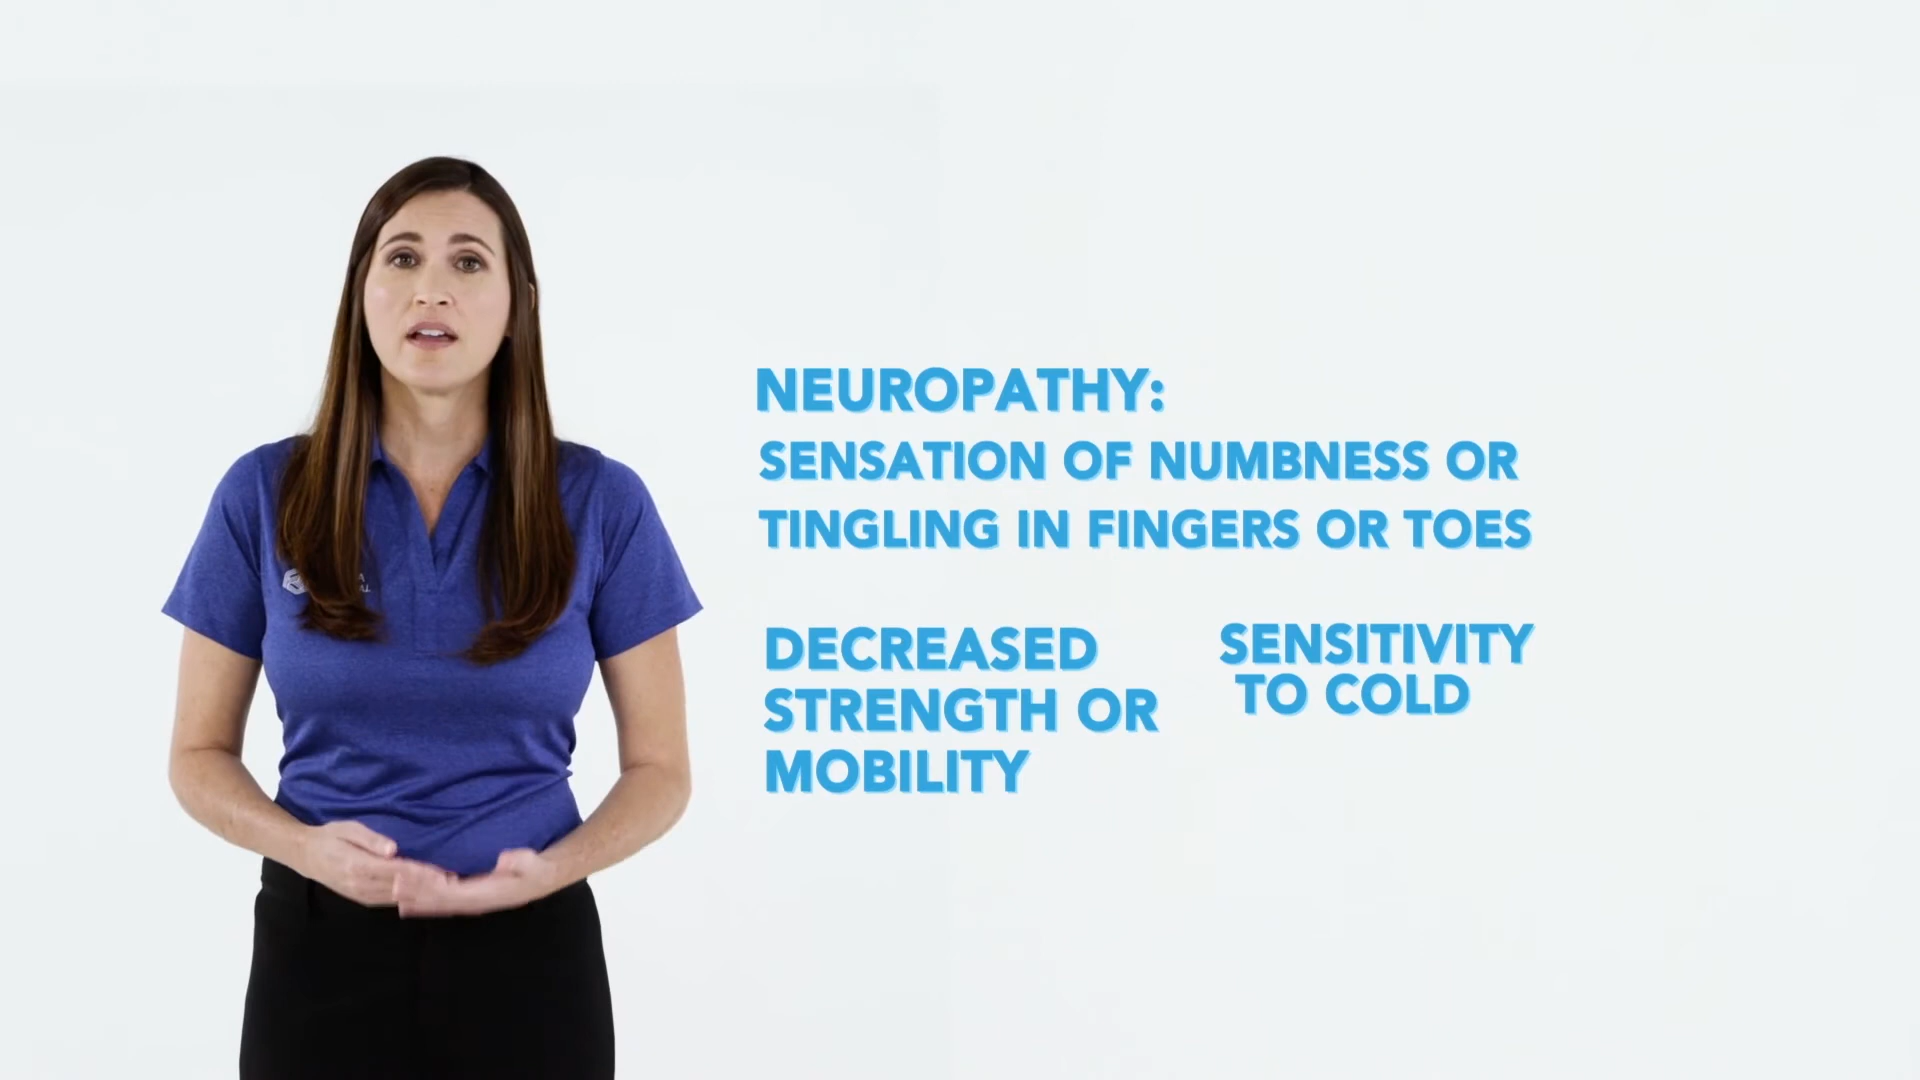 NEUROPATHY:
SENSATION OF NUMBNESS OR
TINGLING IN FINGERS OR TOES
DECREASED
STRENGTH OR
MOBILITY
SENSITIVITY
TO COLD